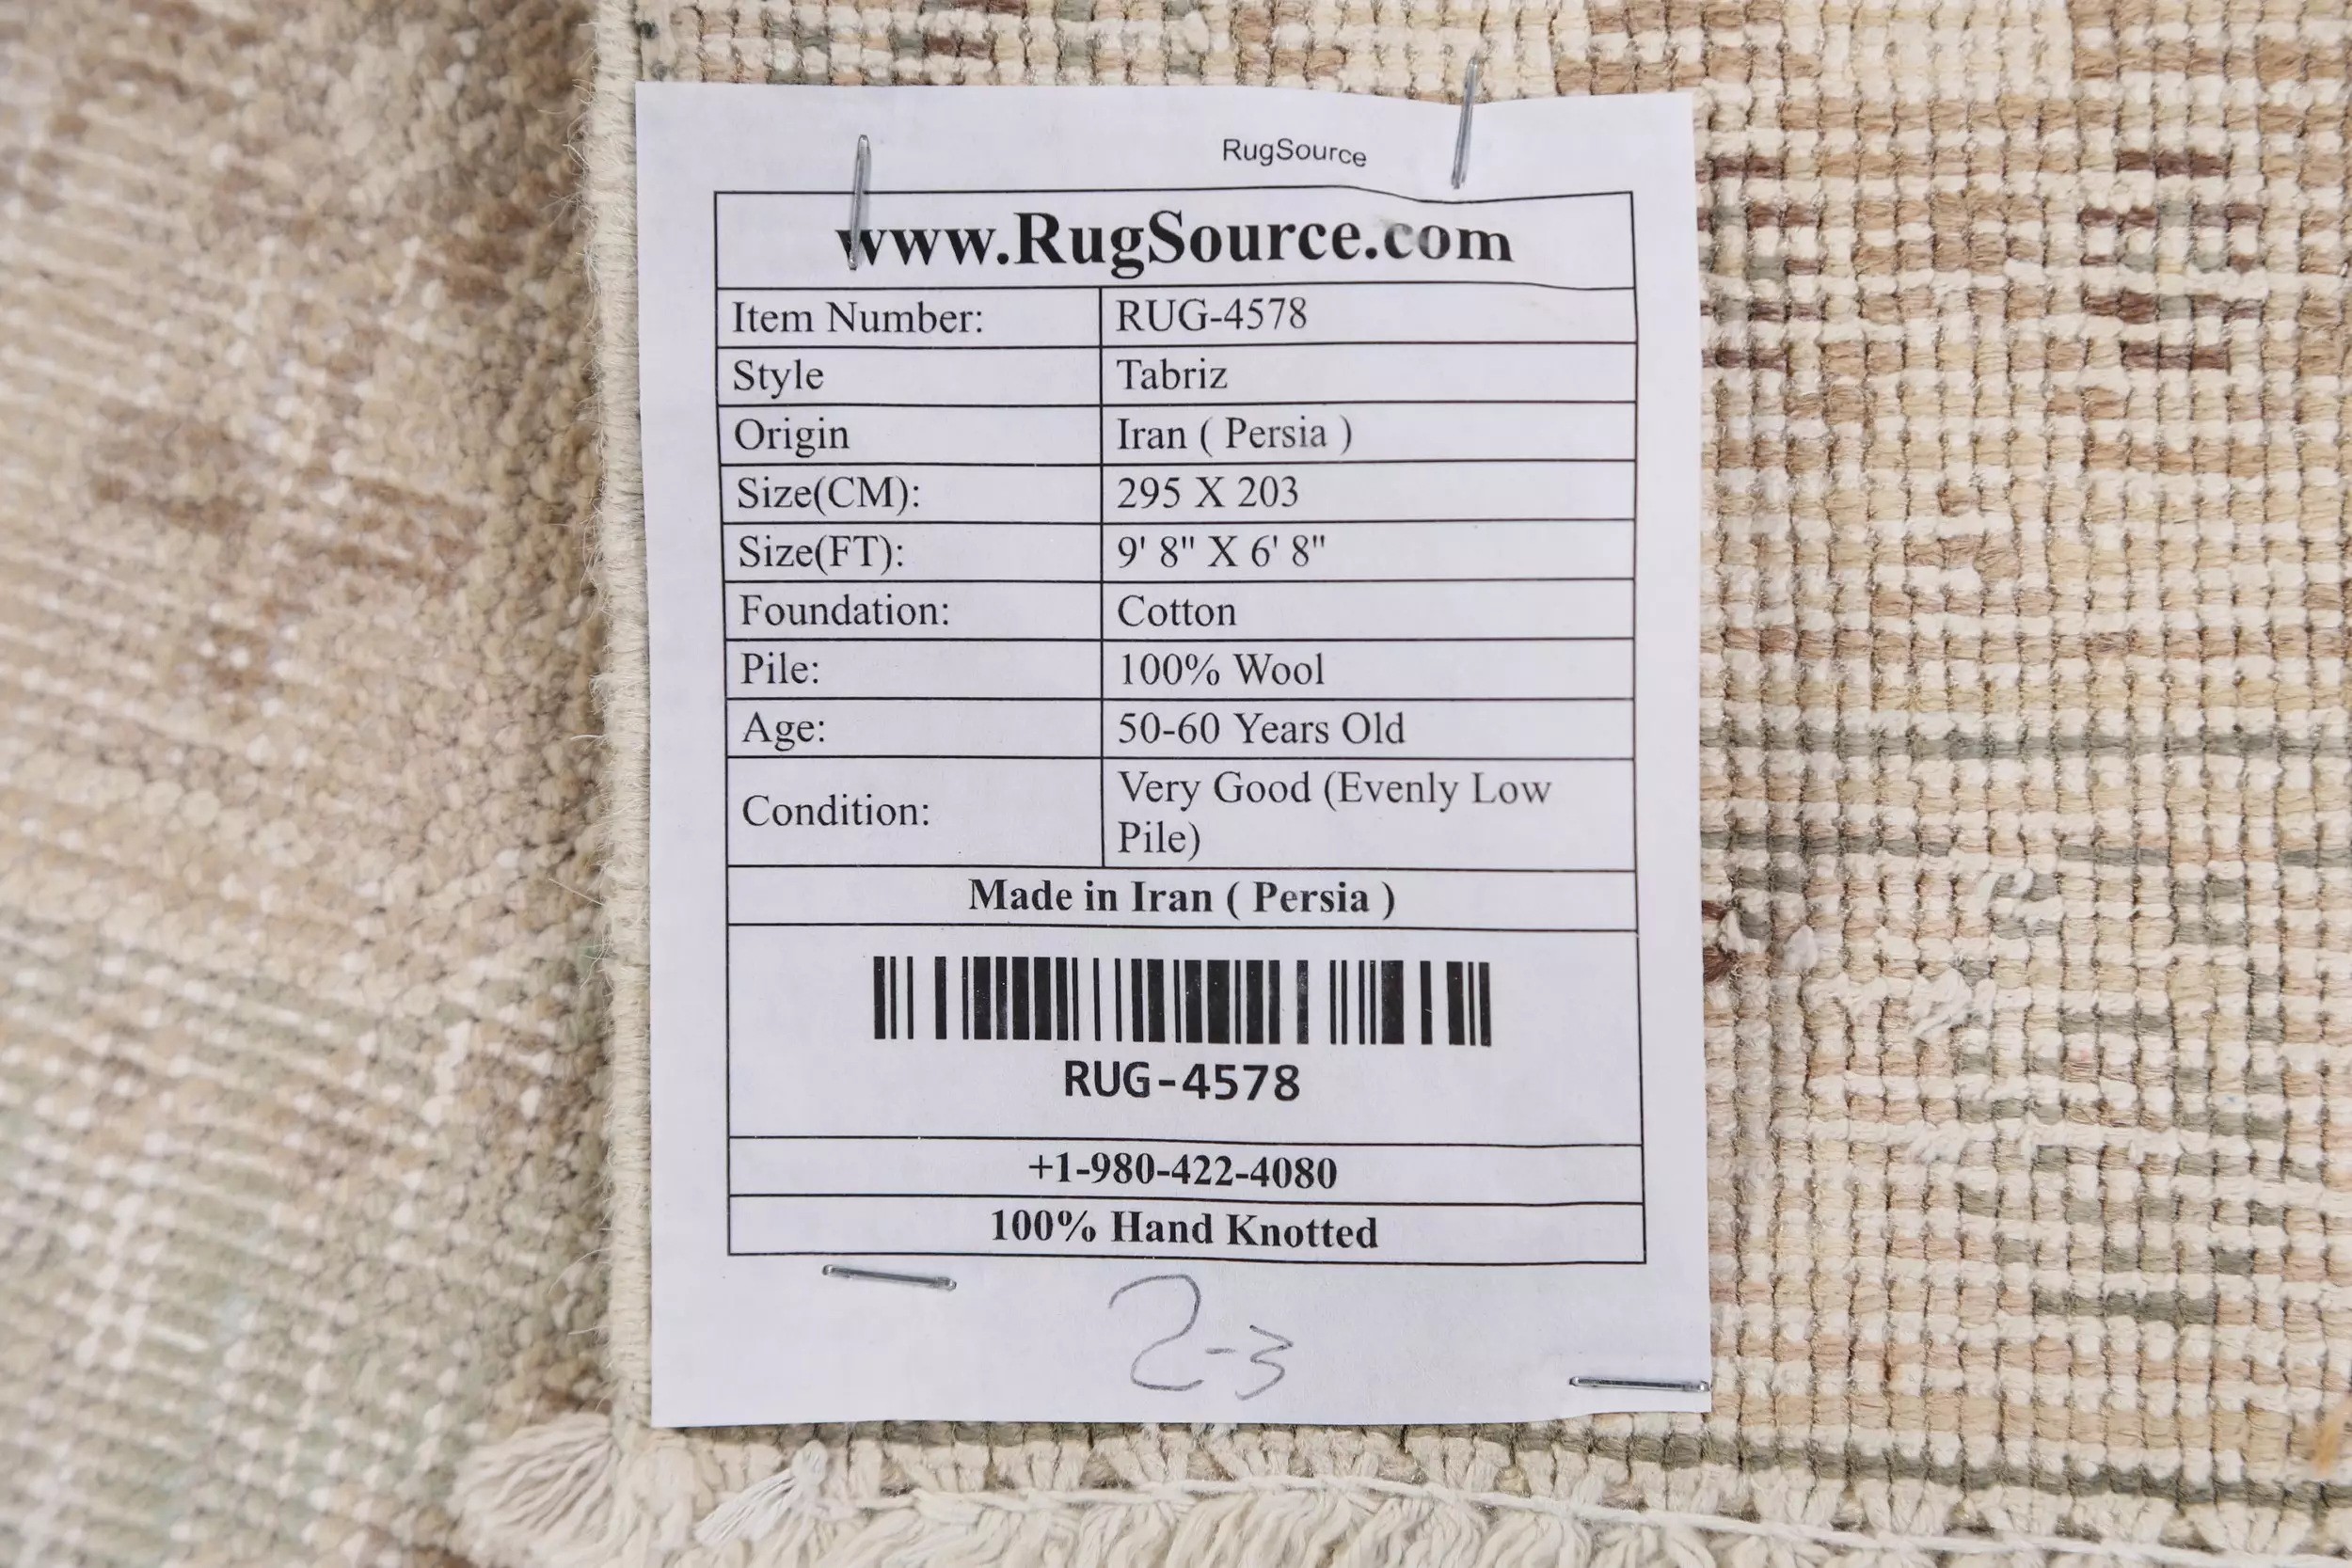 RugSource
www.RugSource.com
Item Number: RUG-4578
Style Tabriz
Origin Iran ( Persia )
Size(CM): 295 X 203
Size(FT): 9' 8" X 6' 8"
Foundation: Cotton
Pile: 100% Wool
Age: 50-60 Years Old
Condition: Very Good (Evenly Low
Pile)
Made in Iran ( Persia )
RUG-4578
+1-980-422-4080
100% Hand Knotted
2-3